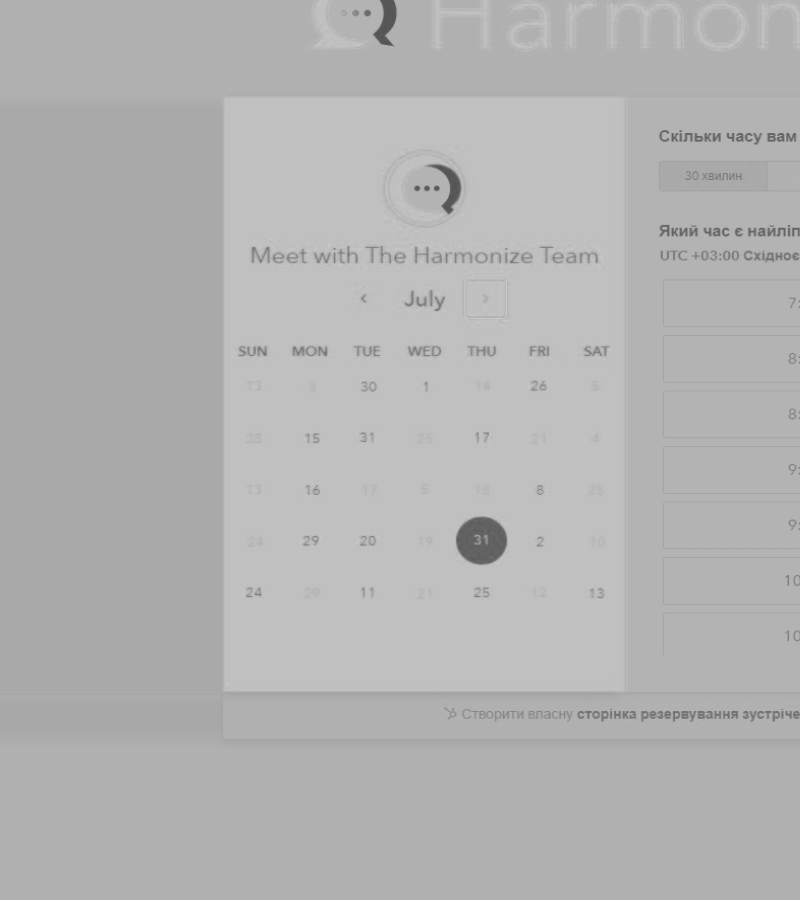 Harmon
Meet with The Harmonize Team
‹ July ›
SUN MON TUE WED THU FRI SAT
13 3 30 1 14 26 5
28 15 31 25 17 21 4
13 16 17 5 18 8 25
24 29 20 19 31 2 10
24 29 11 21 25 12 13
Скільки часу вам
30 хвилин
Який час є найліп
UTC +03:00 Східноє
7:
8:
8:
9:
9:
10
10
Створити власну сторінка резервування зустріче